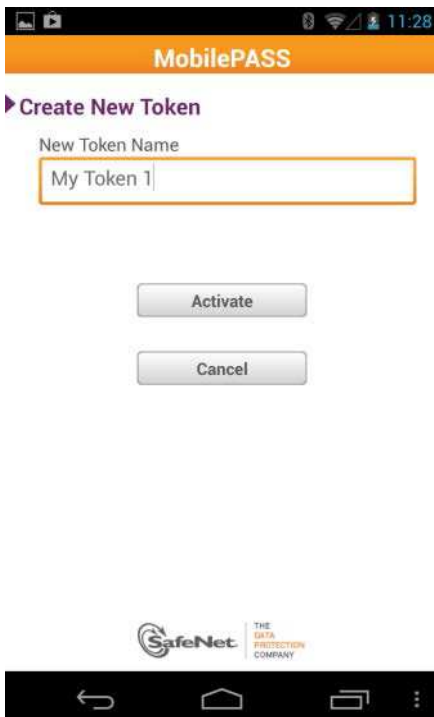 11:28
MobilePASS
Create New Token
New Token Name
My Token 1
Activate
Cancel
SafeNet
THE
DATA
PROTECTION
COMPANY